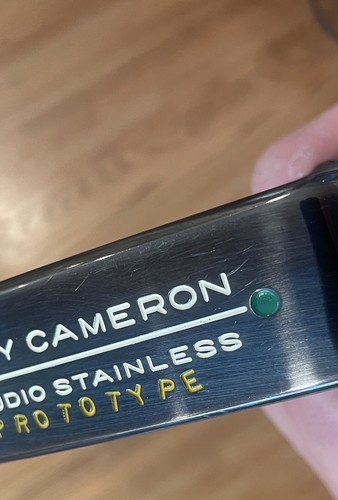 Y CAMERON
UDIO STAINLESS
PROTOTYPE